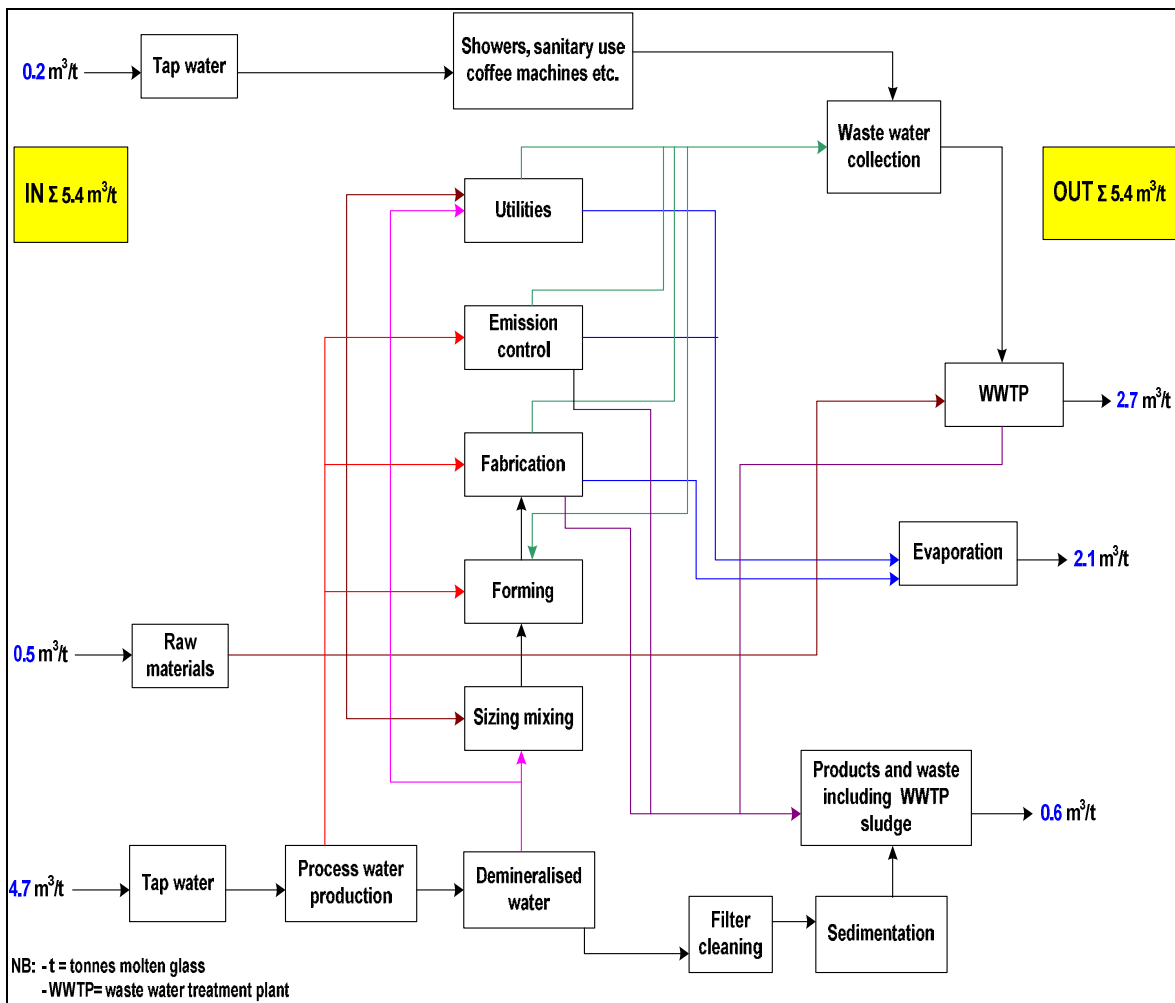 0.2 m³/t
Tap water
Showers, sanitary use
coffee machines etc.
Waste water
collection
IN Σ 5.4 m³/t
OUT Σ 5.4 m³/t
Utilities
Emission
control
WWTP
2.7 m³/t
Fabrication
Evaporation
2.1 m³/t
Forming
0.5 m³/t
Raw
materials
Sizing mixing
Products and waste
including WWTP
sludge
0.6 m³/t
4.7 m³/t
Tap water
Process water
production
Demineralised
water
Filter
cleaning
Sedimentation
NB: - t = tonnes molten glass
- WWTP= waste water treatment plant